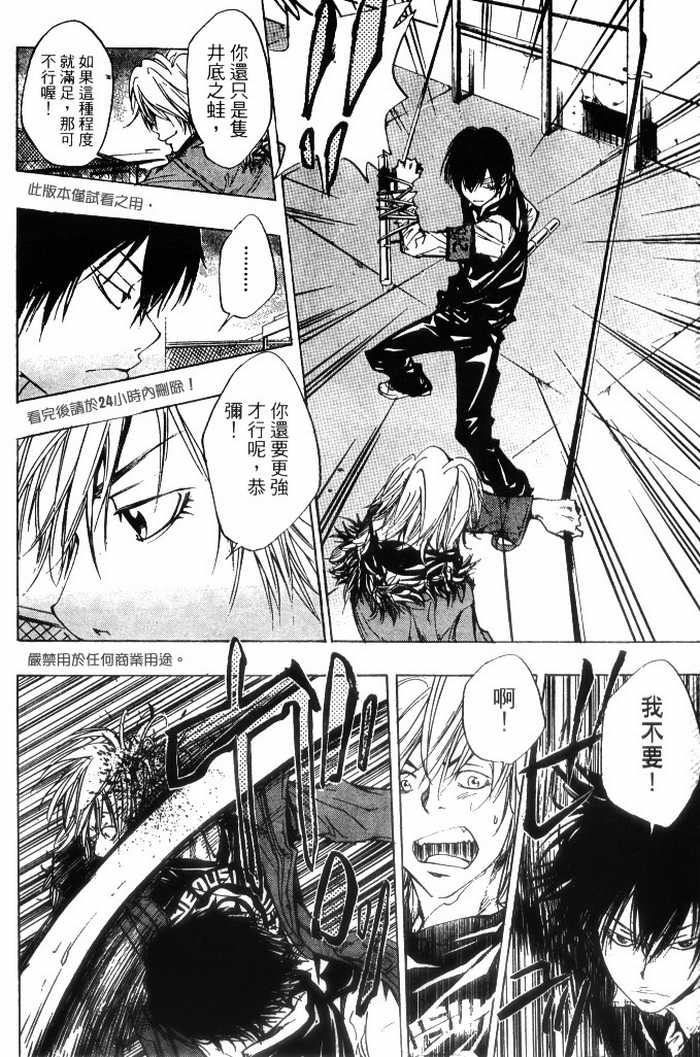 你還只是隻
井底之蛙，
如果這種程度
就滿足，那可
不行喔！
此版本僅試看之用．
………
看完後請於24小時內刪除！
你還要更強
才行呢，恭
彌！
嚴禁用於任何商業用途。
我不要！
啊！